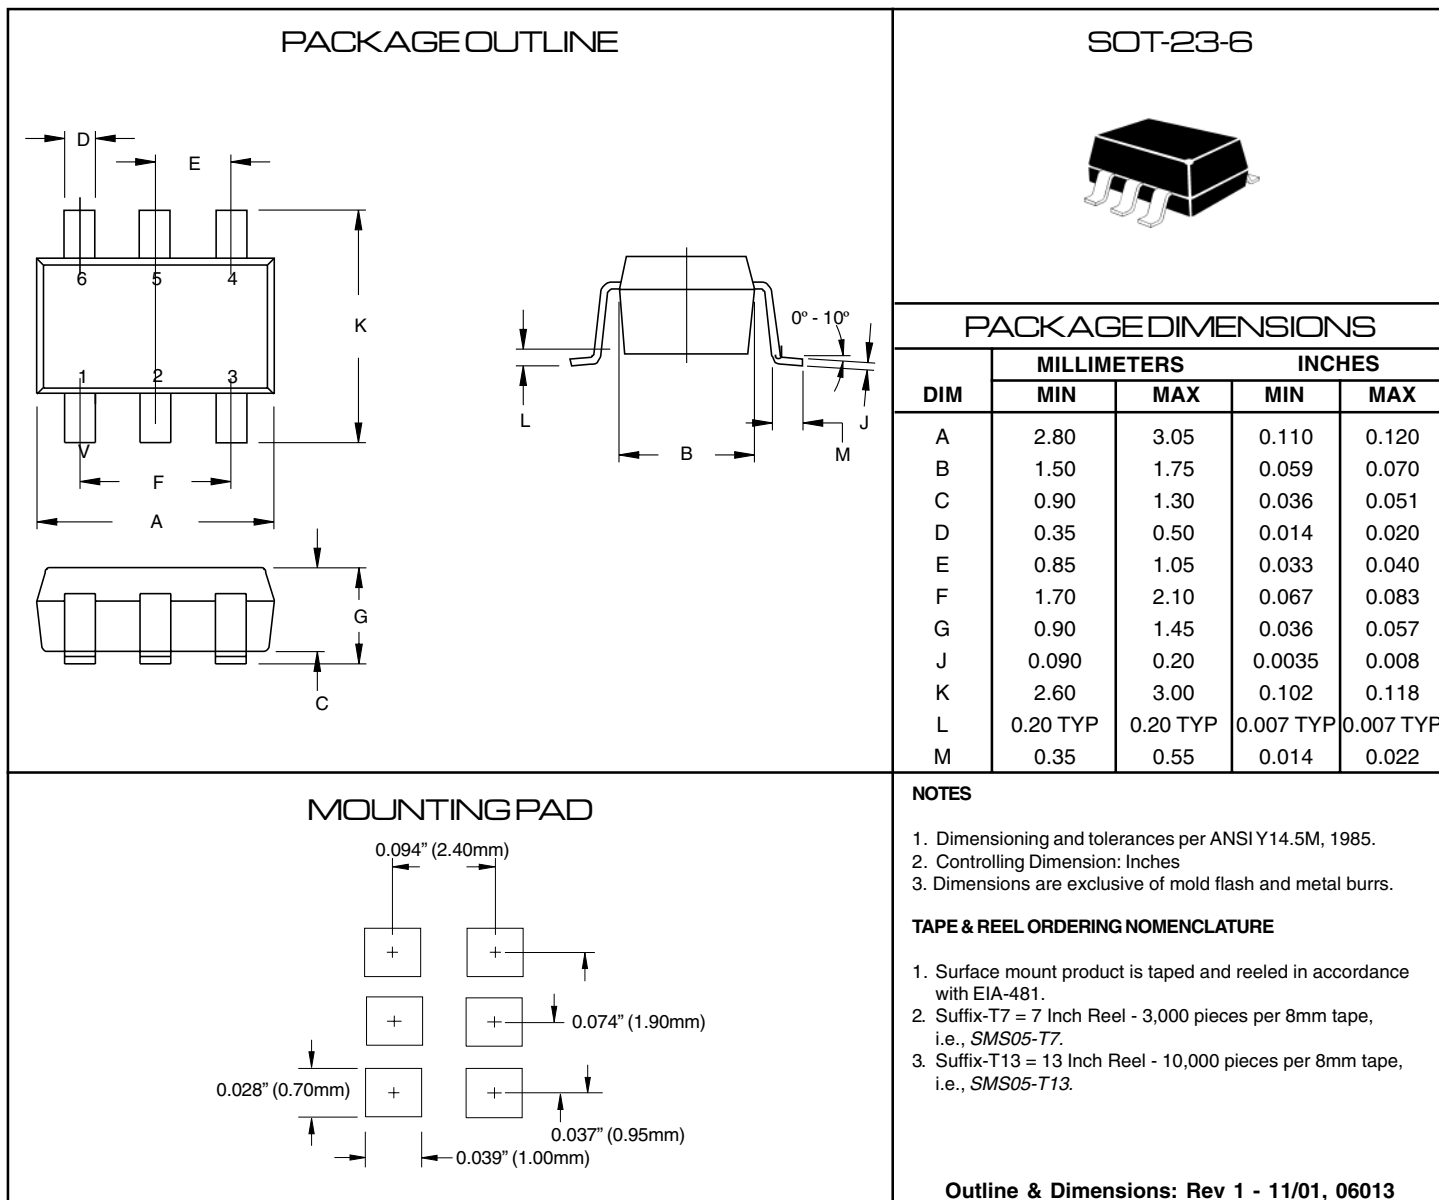 PACKAGE OUTLINE
D
E
6 5 4
K
1 2 3
V
F
A
G
C
0º - 10º
L
B
M
J
SOT-23-6
PACKAGE DIMENSIONS
MILLIMETERS INCHES
DIM MIN MAX MIN MAX
A 2.80 3.05 0.110 0.120
B 1.50 1.75 0.059 0.070
C 0.90 1.30 0.036 0.051
D 0.35 0.50 0.014 0.020
E 0.85 1.05 0.033 0.040
F 1.70 2.10 0.067 0.083
G 0.90 1.45 0.036 0.057
J 0.090 0.20 0.0035 0.008
K 2.60 3.00 0.102 0.118
L 0.20 TYP 0.20 TYP 0.007 TYP 0.007 TYP
M 0.35 0.55 0.014 0.022
MOUNTING PAD
0.094” (2.40mm)
0.074” (1.90mm)
0.028” (0.70mm)
0.037” (0.95mm)
0.039” (1.00mm)
NOTES
1. Dimensioning and tolerances per ANSI Y14.5M, 1985.
2. Controlling Dimension: Inches
3. Dimensions are exclusive of mold flash and metal burrs.
TAPE & REEL ORDERING NOMENCLATURE
1. Surface mount product is taped and reeled in accordance
with EIA-481.
2. Suffix-T7 = 7 Inch Reel - 3,000 pieces per 8mm tape,
i.e., SMS05-T7.
3. Suffix-T13 = 13 Inch Reel - 10,000 pieces per 8mm tape,
i.e., SMS05-T13.
Outline & Dimensions: Rev 1 - 11/01, 06013